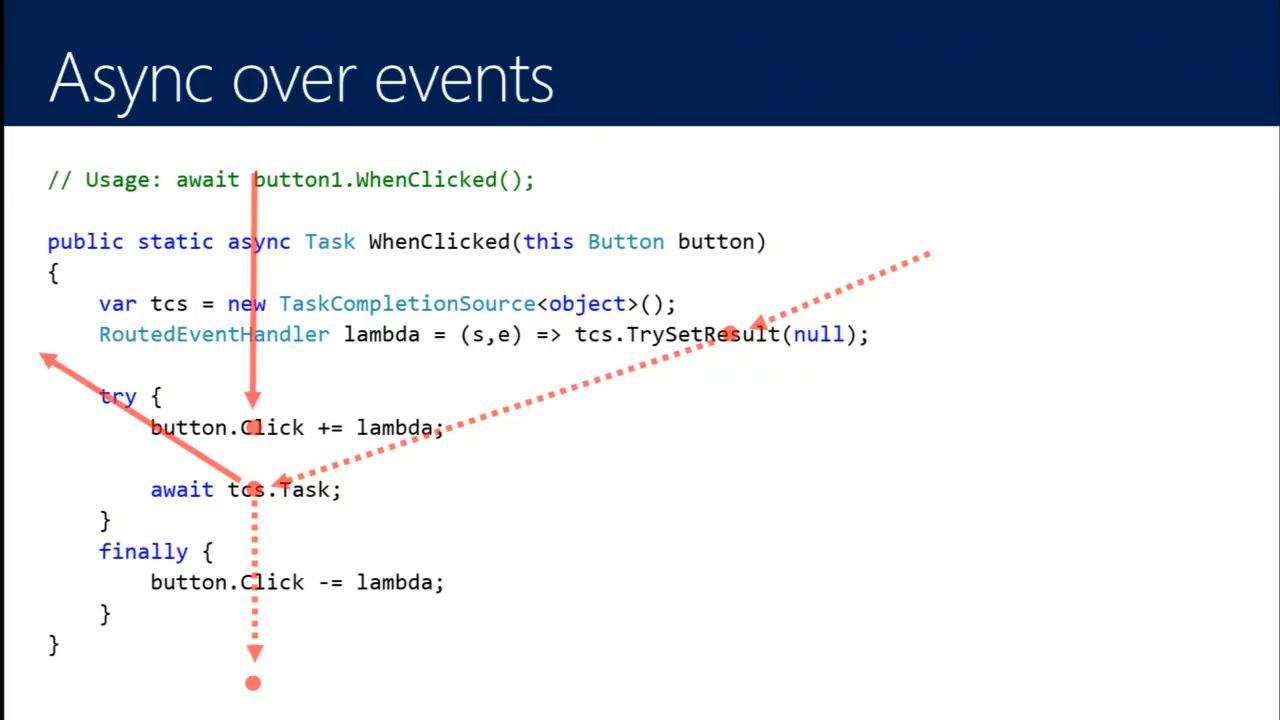 Async over events
// Usage: await button1.WhenClicked();
public static async Task WhenClicked(this Button button)
{
var tcs = new TaskCompletionSource<object>();
RoutedEventHandler lambda = (s,e) => tcs.TrySetResult(null);
try {
button.Click += lambda;
await tcs.Task;
}
finally {
button.Click -= lambda;
}
}